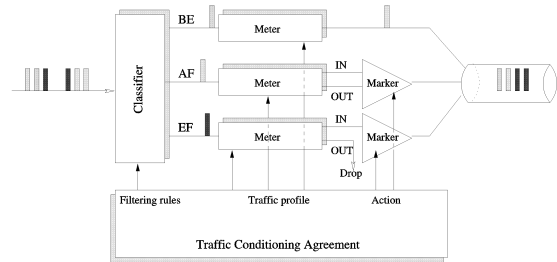 BE
Meter
AF
Meter
IN
OUT
Marker
Classifier
EF
Meter
IN
OUT
Marker
Drop
Filtering rules
Traffic profile
Action
Traffic Conditioning Agreement